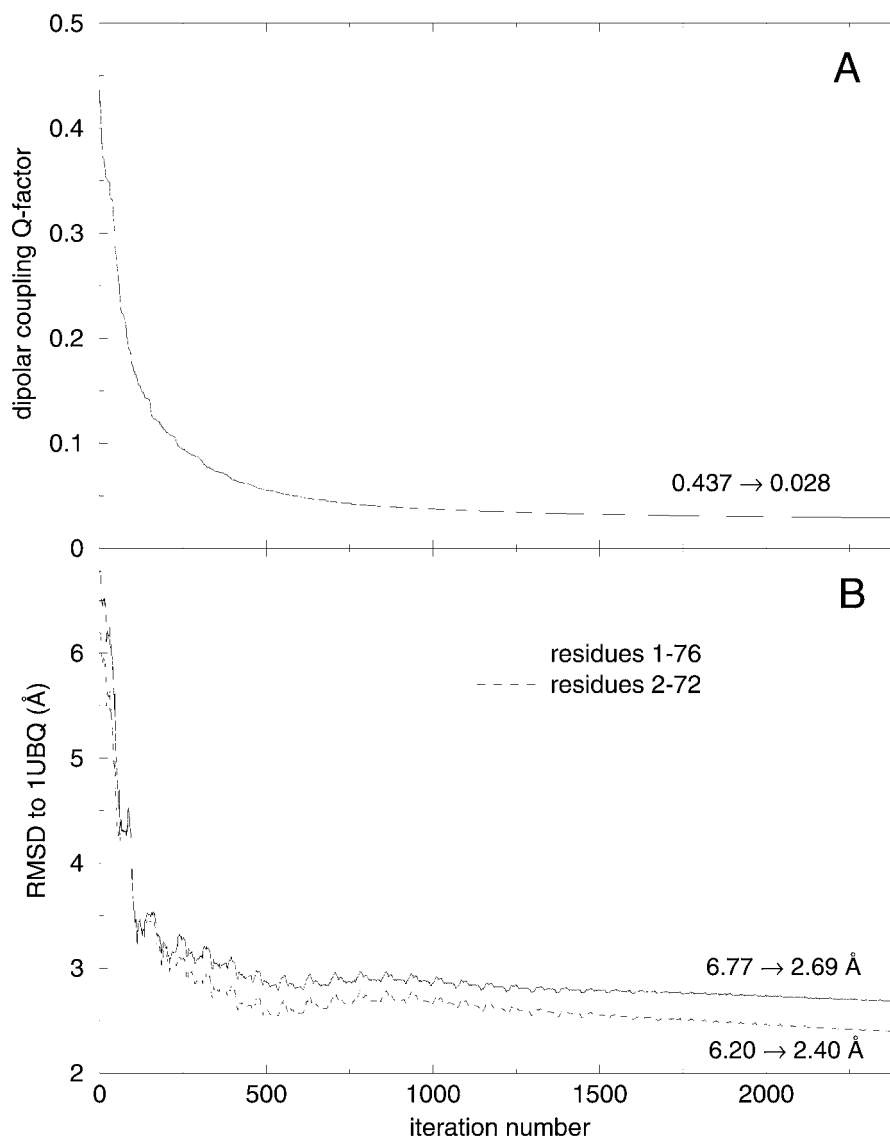 0.5
A
0.4
0.3
dipolar coupling Q-factor
0.2
0.1
0.437 → 0.028
0
B
6
residues 1-76
residues 2-72
5
RMSD to 1UBQ (Å)
4
3
6.77 → 2.69 Å
6.20 → 2.40 Å
2
0 500 1000 1500 2000
iteration number